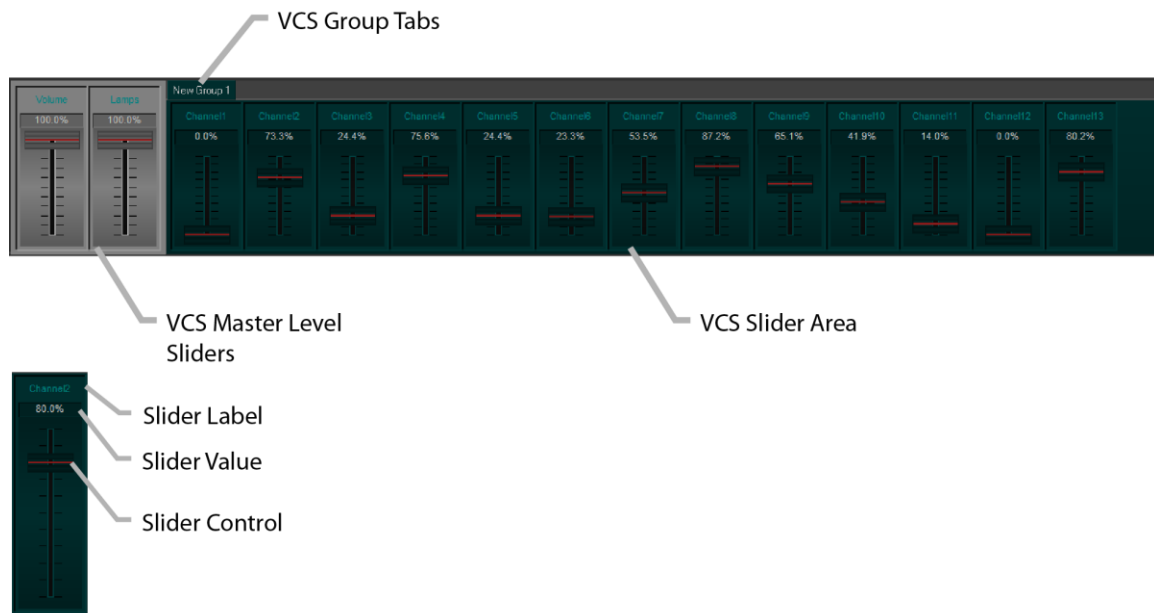 VCS Group Tabs
New Group 1
Volume Lamps
100.0% 100.0%
Channel1 Channel2 Channel3 Channel4 Channel5 Channel6 Channel7 Channel8 Channel9 Channel10 Channel11 Channel12 Channel13
0.0% 73.3% 24.4% 75.6% 24.4% 23.3% 53.5% 87.2% 65.1% 41.9% 14.0% 0.0% 80.2%
VCS Master Level
Sliders
VCS Slider Area
Channel2
80.0%
Slider Label
Slider Value
Slider Control